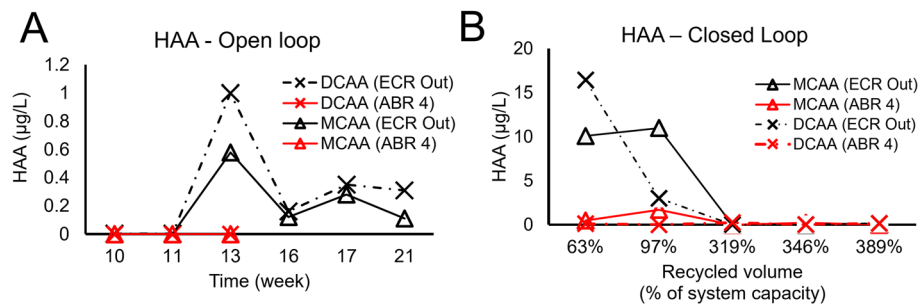 A
HAA - Open loop
HAA (µg/L)
1.2
1
0.8
0.6
0.4
0.2
0
10 11 13 16 17 21
Time (week)
DCAA (ECR Out)
DCAA (ABR 4)
MCAA (ECR Out)
MCAA (ABR 4)
B
HAA – Closed Loop
HAA (µg/L)
20
15
10
5
0
63% 97% 319% 346% 389%
Recycled volume
(% of system capacity)
MCAA (ECR Out)
MCAA (ABR 4)
DCAA (ECR Out)
DCAA (ABR 4)